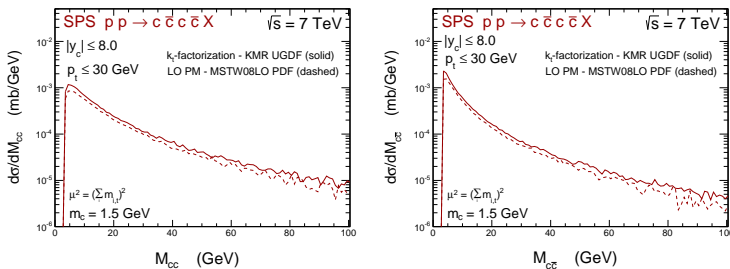 SPS p p → c c̄ c c̄ X √s = 7 TeV
|y_c| ≤ 8.0
p_t ≤ 30 GeV
k_t-factorization - KMR UGDF (solid)
LO PM - MSTW08LO PDF (dashed)
μ² = (∑ m_i,t)²
m_c = 1.5 GeV
dσ/dM_cc (mb/GeV)
10⁻²
10⁻³
10⁻⁴
10⁻⁵
10⁻⁶
0 20 40 60 80 100
M_cc (GeV)
SPS p p → c c̄ c c̄ X √s = 7 TeV
|y_c| ≤ 8.0
p_t ≤ 30 GeV
k_t-factorization - KMR UGDF (solid)
LO PM - MSTW08LO PDF (dashed)
μ² = (∑ m_i,t)²
m_c = 1.5 GeV
dσ/dM_cc̄ (mb/GeV)
10⁻²
10⁻³
10⁻⁴
10⁻⁵
10⁻⁶
0 20 40 60 80 100
M_cc̄ (GeV)